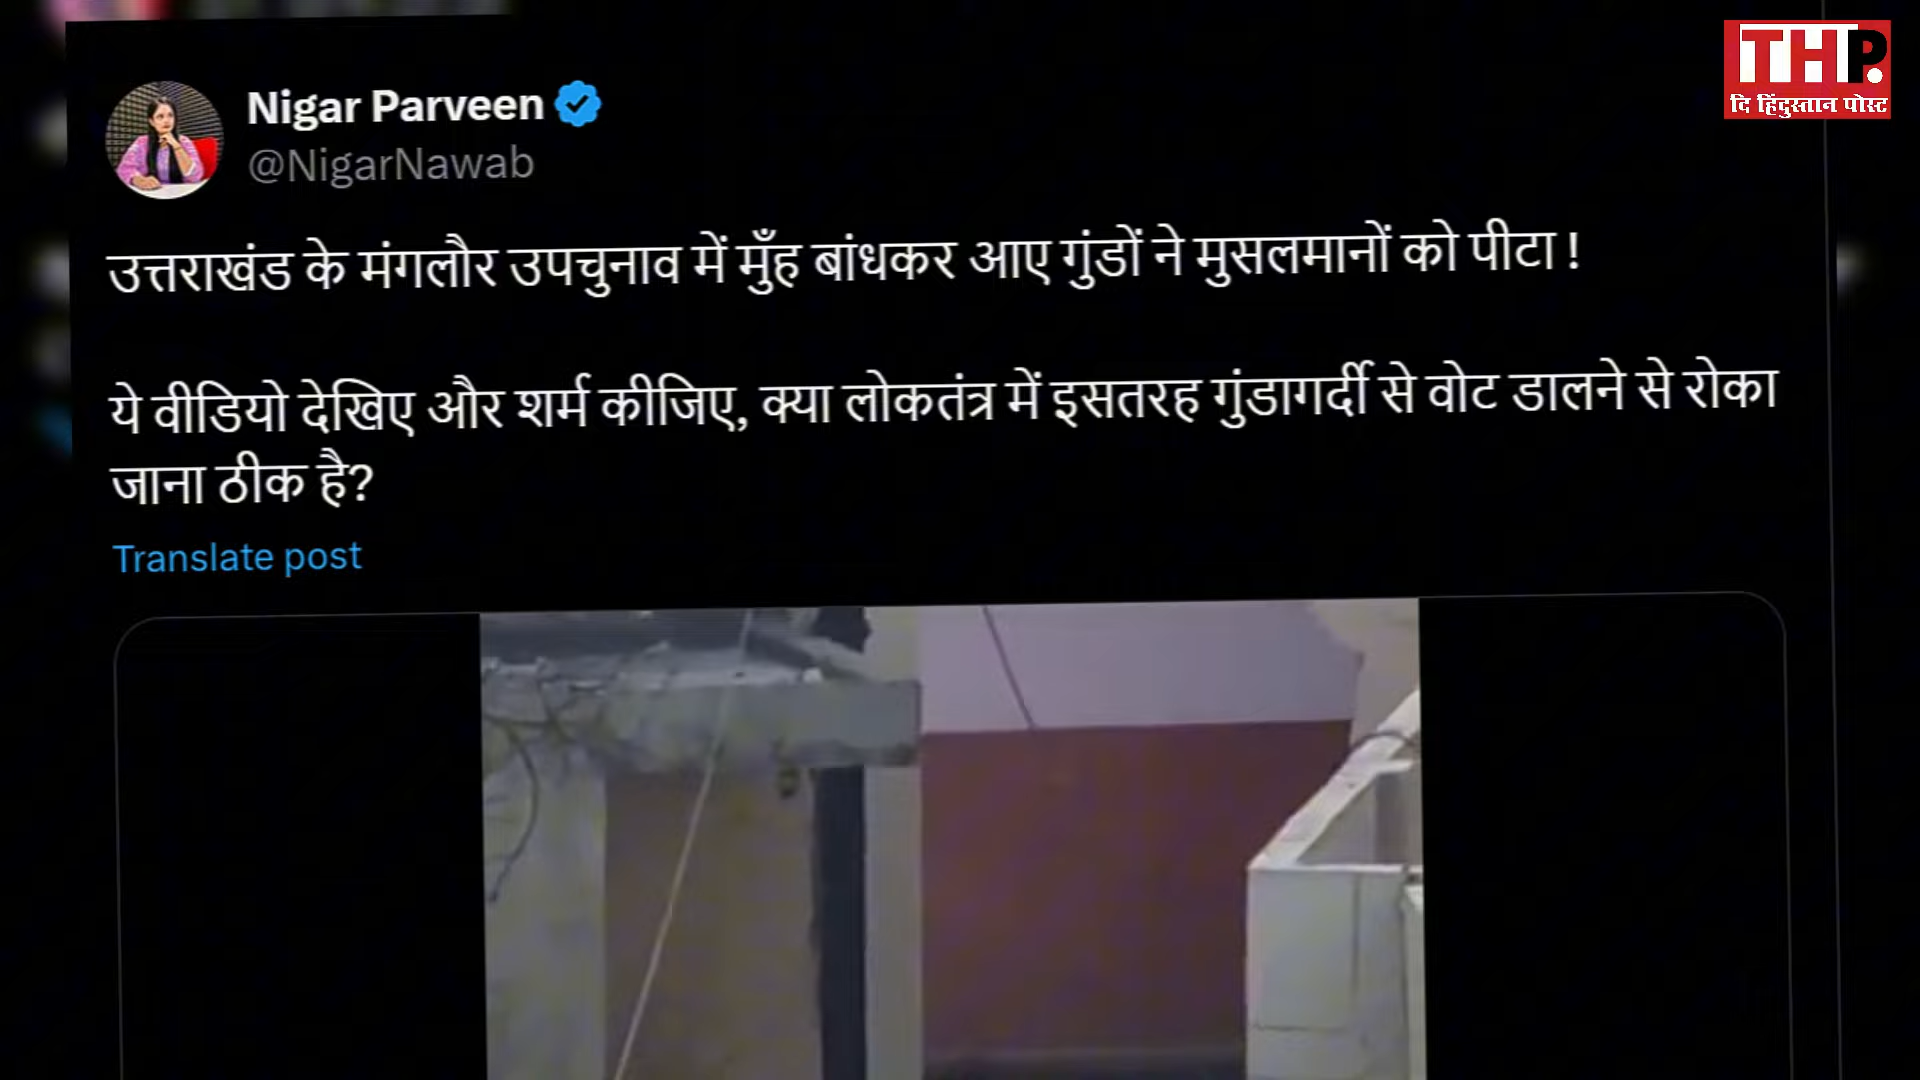 THP.
दि हिंदुस्तान पोस्ट
Nigar Parveen
@NigarNawab
उत्तराखंड के मंगलौर उपचुनाव में मुँह बांधकर आए गुंडों ने मुसलमानों को पीटा !
ये वीडियो देखिए और शर्म कीजिए, क्या लोकतंत्र में इसतरह गुंडागर्दी से वोट डालने से रोका
जाना ठीक है?
Translate post